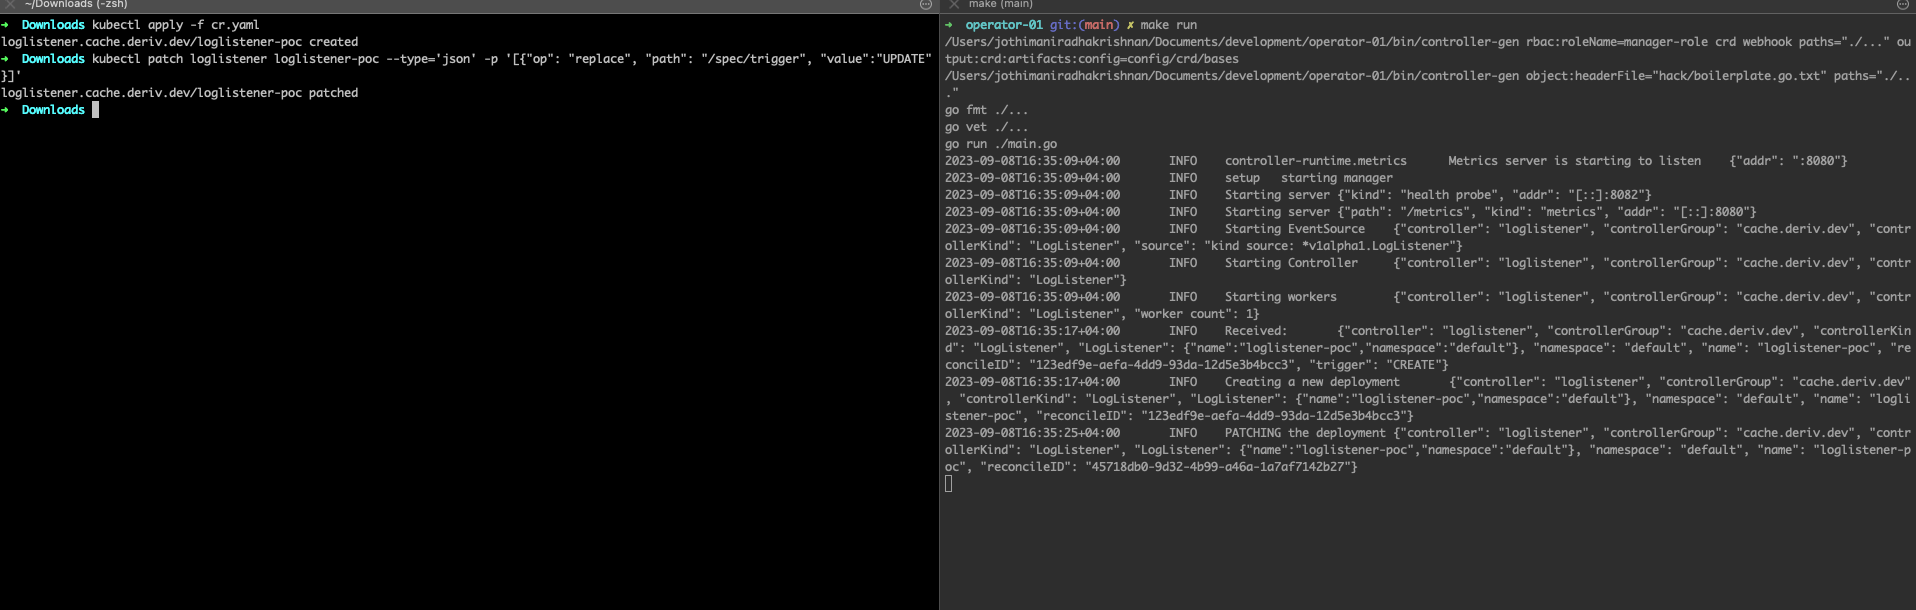 ~/Downloads (-zsh)
→ Downloads kubectl apply -f cr.yaml
loglistener.cache.deriv.dev/loglistener-poc created
→ Downloads kubectl patch loglistener loglistener-poc --type='json' -p '[{"op": "replace", "path": "/spec/trigger", "value":"UPDATE"
}]'
loglistener.cache.deriv.dev/loglistener-poc patched
→ Downloads
make (main)
→ operator-01 git:(main) ✗ make run
/Users/jothimaniradhakrishnan/Documents/development/operator-01/bin/controller-gen rbac:roleName=manager-role crd webhook paths="./..." ou
tput:crd:artifacts:config=config/crd/bases
/Users/jothimaniradhakrishnan/Documents/development/operator-01/bin/controller-gen object:headerFile="hack/boilerplate.go.txt" paths="./..
."
go fmt ./...
go vet ./...
go run ./main.go
2023-09-08T16:35:09+04:00 INFO controller-runtime.metrics Metrics server is starting to listen {"addr": ":8080"}
2023-09-08T16:35:09+04:00 INFO setup starting manager
2023-09-08T16:35:09+04:00 INFO Starting server {"kind": "health probe", "addr": "[::]:8082"}
2023-09-08T16:35:09+04:00 INFO Starting server {"path": "/metrics", "kind": "metrics", "addr": "[::]:8080"}
2023-09-08T16:35:09+04:00 INFO Starting EventSource {"controller": "loglistener", "controllerGroup": "cache.deriv.dev", "contr
ollerKind": "LogListener", "source": "kind source: *v1alpha1.LogListener"}
2023-09-08T16:35:09+04:00 INFO Starting Controller {"controller": "loglistener", "controllerGroup": "cache.deriv.dev", "contr
ollerKind": "LogListener"}
2023-09-08T16:35:09+04:00 INFO Starting workers {"controller": "loglistener", "controllerGroup": "cache.deriv.dev", "contr
ollerKind": "LogListener", "worker count": 1}
2023-09-08T16:35:17+04:00 INFO Received: {"controller": "loglistener", "controllerGroup": "cache.deriv.dev", "controllerKin
d": "LogListener", "LogListener": {"name":"loglistener-poc","namespace":"default"}, "namespace": "default", "name": "loglistener-poc", "re
concileID": "123edf9e-aefa-4dd9-93da-12d5e3b4bcc3", "trigger": "CREATE"}
2023-09-08T16:35:17+04:00 INFO Creating a new deployment {"controller": "loglistener", "controllerGroup": "cache.deriv.dev"
, "controllerKind": "LogListener", "LogListener": {"name":"loglistener-poc","namespace":"default"}, "namespace": "default", "name": "logli
stener-poc", "reconcileID": "123edf9e-aefa-4dd9-93da-12d5e3b4bcc3"}
2023-09-08T16:35:25+04:00 INFO PATCHING the deployment {"controller": "loglistener", "controllerGroup": "cache.deriv.dev", "contr
ollerKind": "LogListener", "LogListener": {"name":"loglistener-poc","namespace":"default"}, "namespace": "default", "name": "loglistener-p
oc", "reconcileID": "45718db0-9d32-4b99-a46a-1a7af7142b27"}